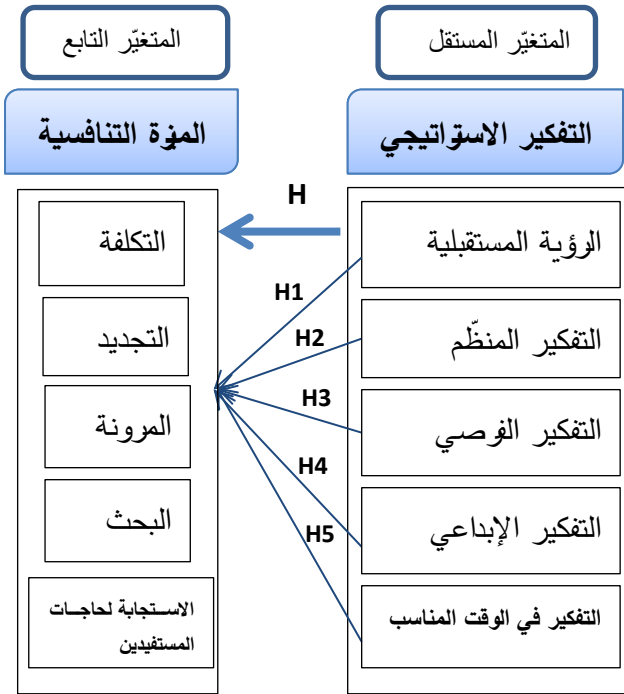 المتغيّر المستقل
المتغيّر التابع
التفكير الاستراتيجي
الميزة التنافسية
H
الرؤية المستقبلية
التفكير المنظّم
التفكير الفرصي
التفكير الإبداعي
التفكير في الوقت المناسب
H1
H2
H3
H4
H5
التكلفة
التجديد
المرونة
البحث
الاستجابة لحاجات
المستفيدين